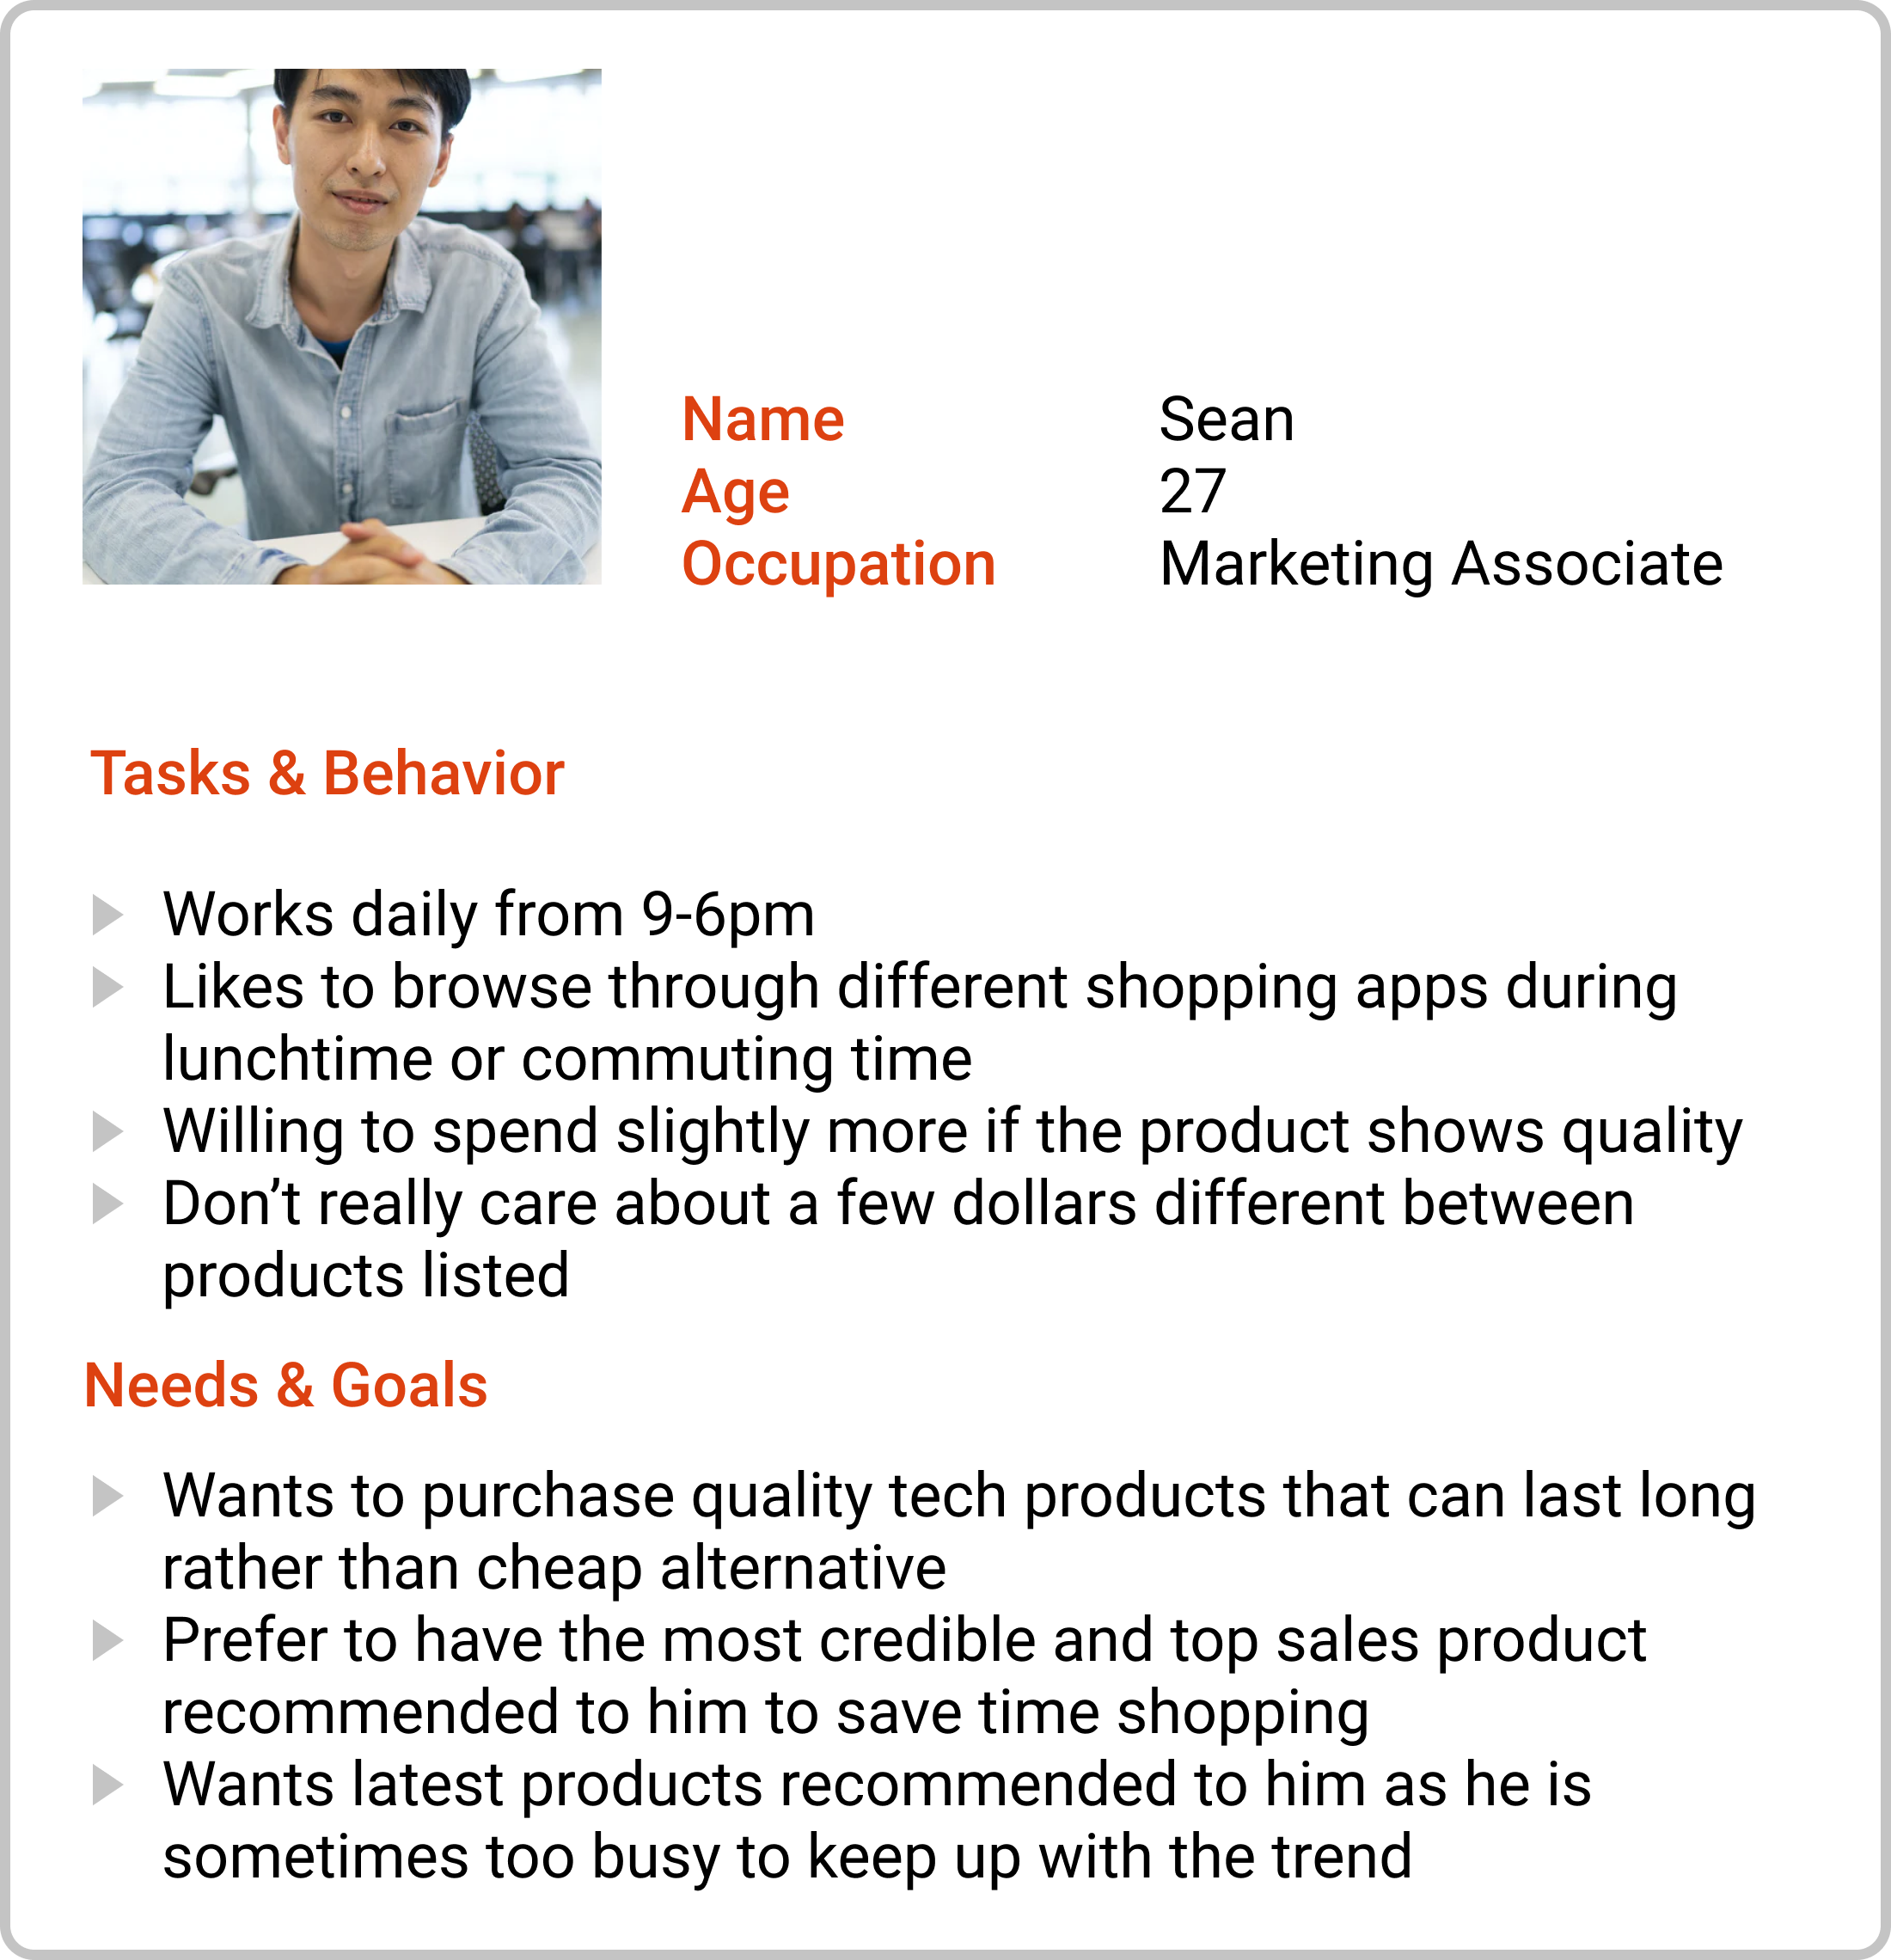 Name Sean
Age 27
Occupation Marketing Associate
Tasks & Behavior
Works daily from 9-6pm
Likes to browse through different shopping apps during
lunchtime or commuting time
Willing to spend slightly more if the product shows quality
Don’t really care about a few dollars different between
products listed
Needs & Goals
Wants to purchase quality tech products that can last long
rather than cheap alternative
Prefer to have the most credible and top sales product
recommended to him to save time shopping
Wants latest products recommended to him as he is
sometimes too busy to keep up with the trend